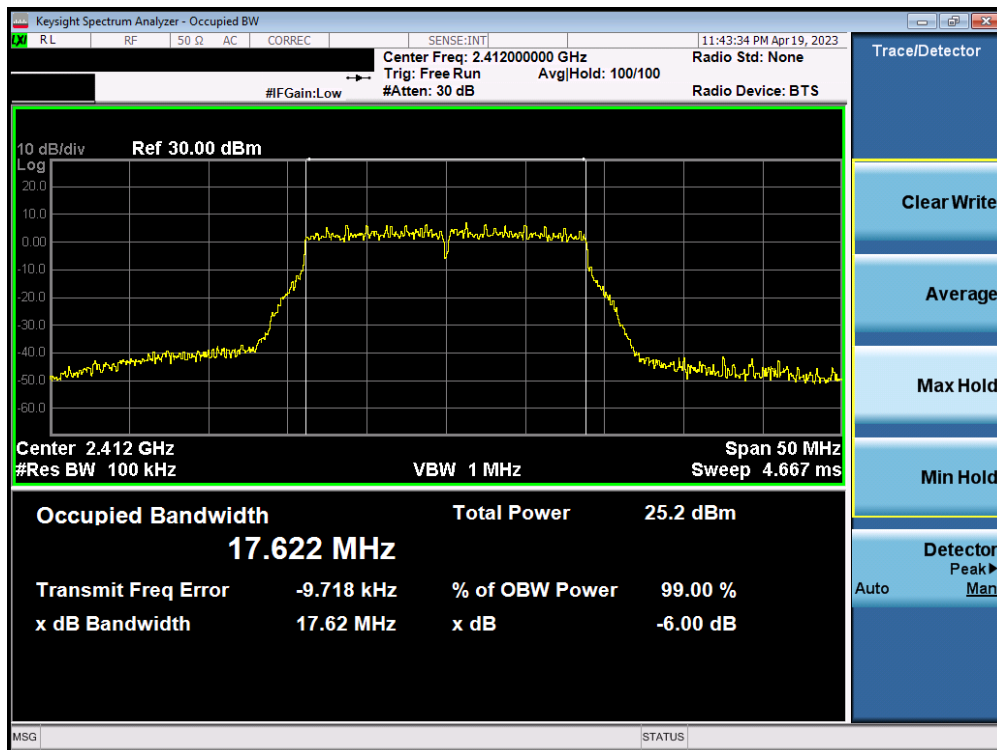 Keysight Spectrum Analyzer - Occupied BW
LXI RL RF 50 Ω AC CORREC SENSE:INT 11:43:34 PM Apr 19, 2023
Center Freq: 2.412000000 GHz Radio Std: None
Trig: Free Run Avg|Hold: 100/100
#IFGain:Low #Atten: 30 dB Radio Device: BTS
Trace/Detector
10 dB/div Ref 30.00 dBm
Log
20.0
10.0
0.00
-10.0
-20.0
-30.0
-40.0
-50.0
-60.0
Center 2.412 GHz Span 50 MHz
#Res BW 100 kHz VBW 1 MHz Sweep 4.667 ms
Occupied Bandwidth Total Power 25.2 dBm
17.622 MHz
Transmit Freq Error -9.718 kHz % of OBW Power 99.00 %
x dB Bandwidth 17.62 MHz x dB -6.00 dB
Clear Write
Average
Max Hold
Min Hold
Detector
Peak▶
Auto Man
MSG STATUS